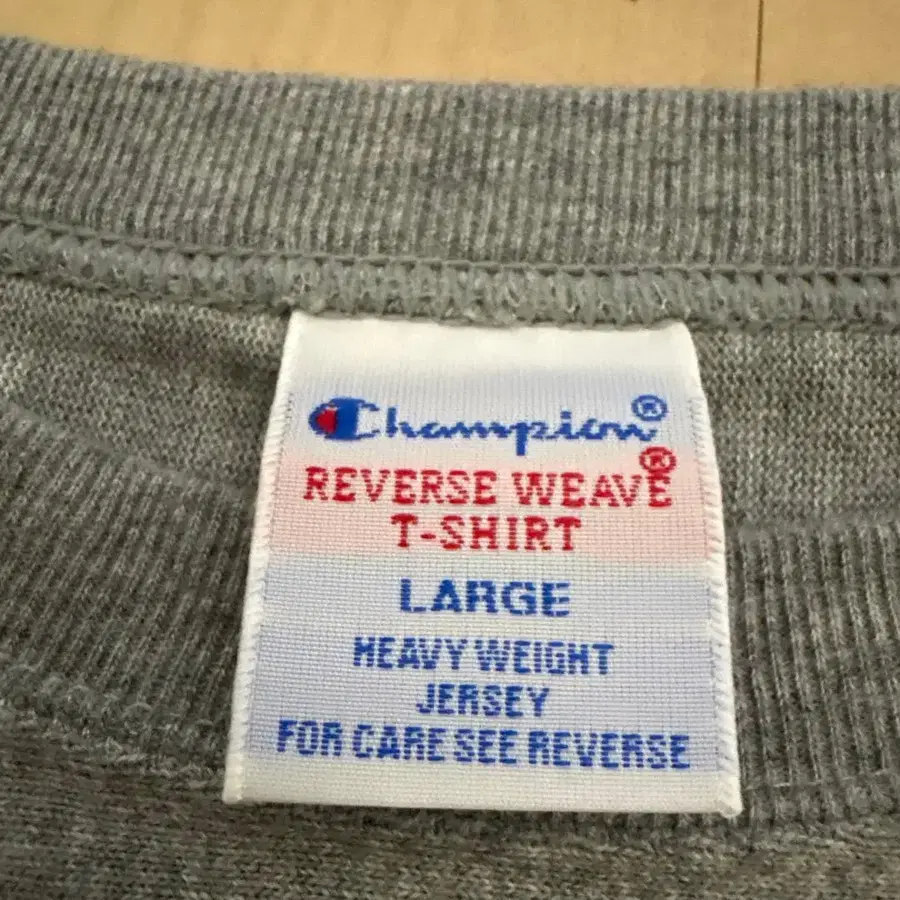 Champion®
REVERSE WEAVE®
T-SHIRT
LARGE
HEAVY WEIGHT
JERSEY
FOR CARE SEE REVERSE